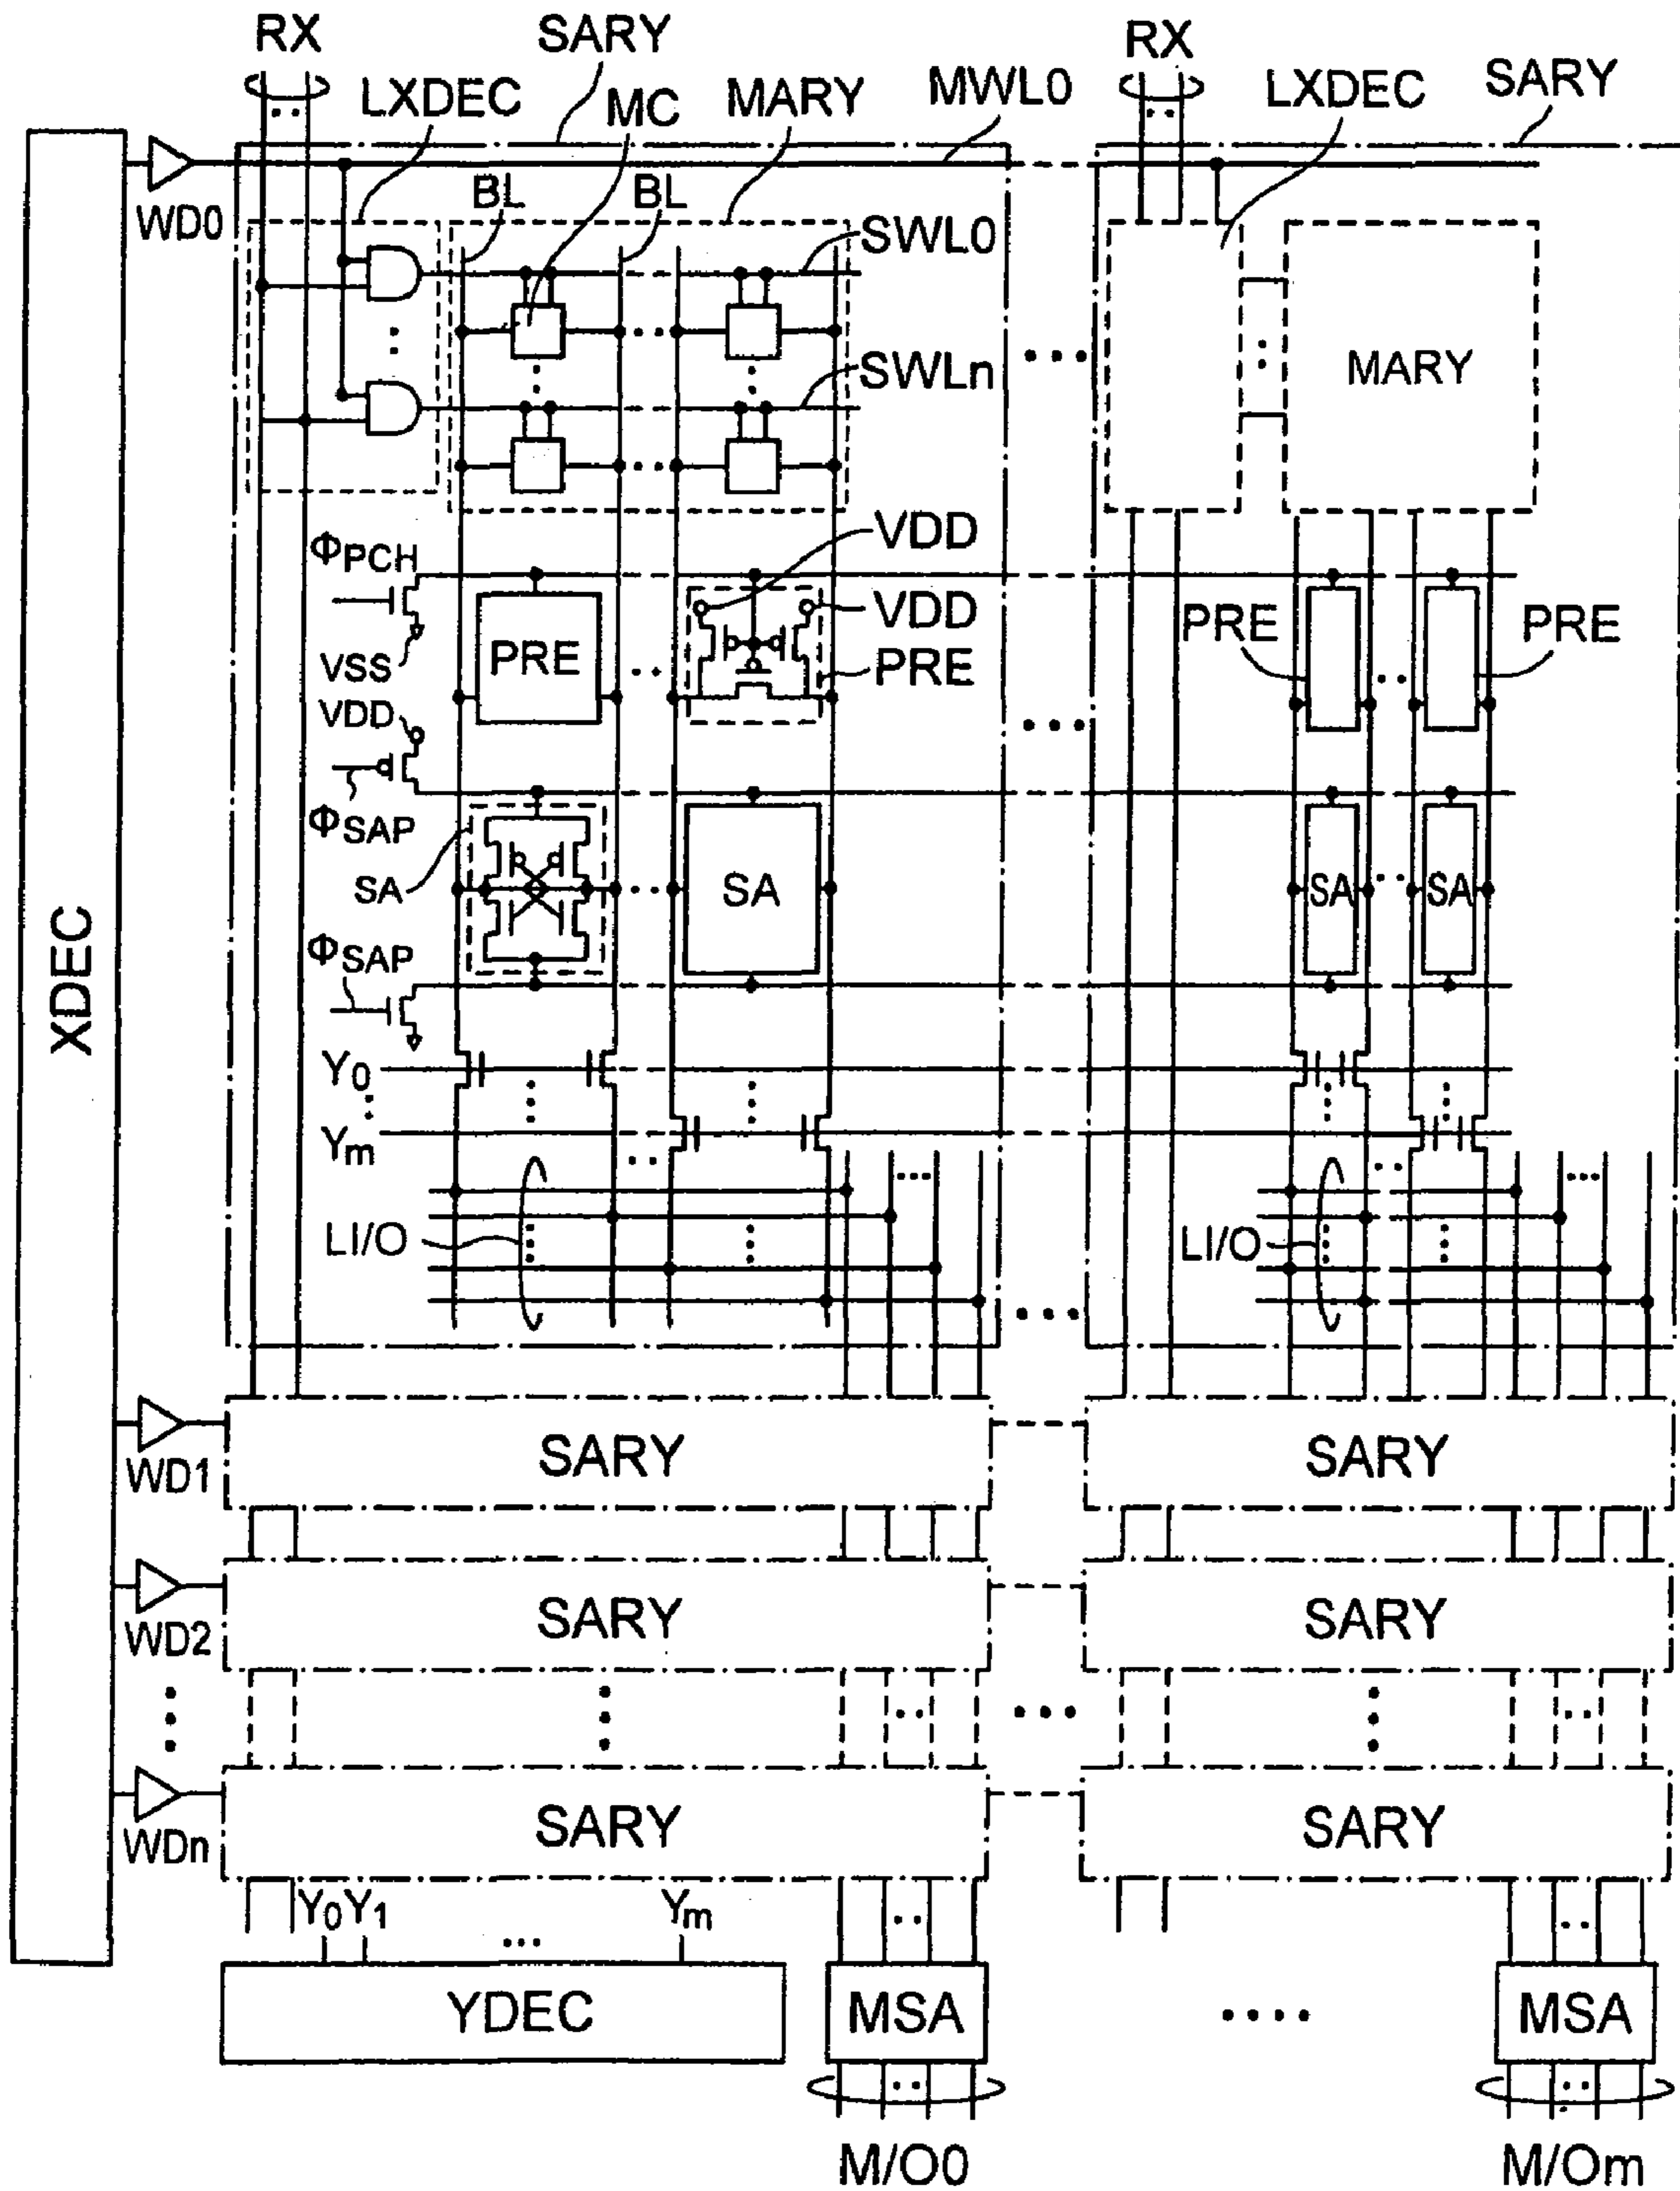 RX SARY RX
LXDEC MC MARY MWL0 LXDEC SARY
WD0 BL BL
SWL0
MARY
SWLn
ΦPCH VDD
VDD
PRE PRE PRE PRE
VSS
VDD
ΦSAP
SA SA SA SA
ΦSAP
XDEC
Y0
Ym
LI/O LI/O
WD1 SARY SARY
WD2 SARY SARY
WDn SARY SARY
Y0 Y1 Ym
YDEC MSA MSA
M/O0 M/Om